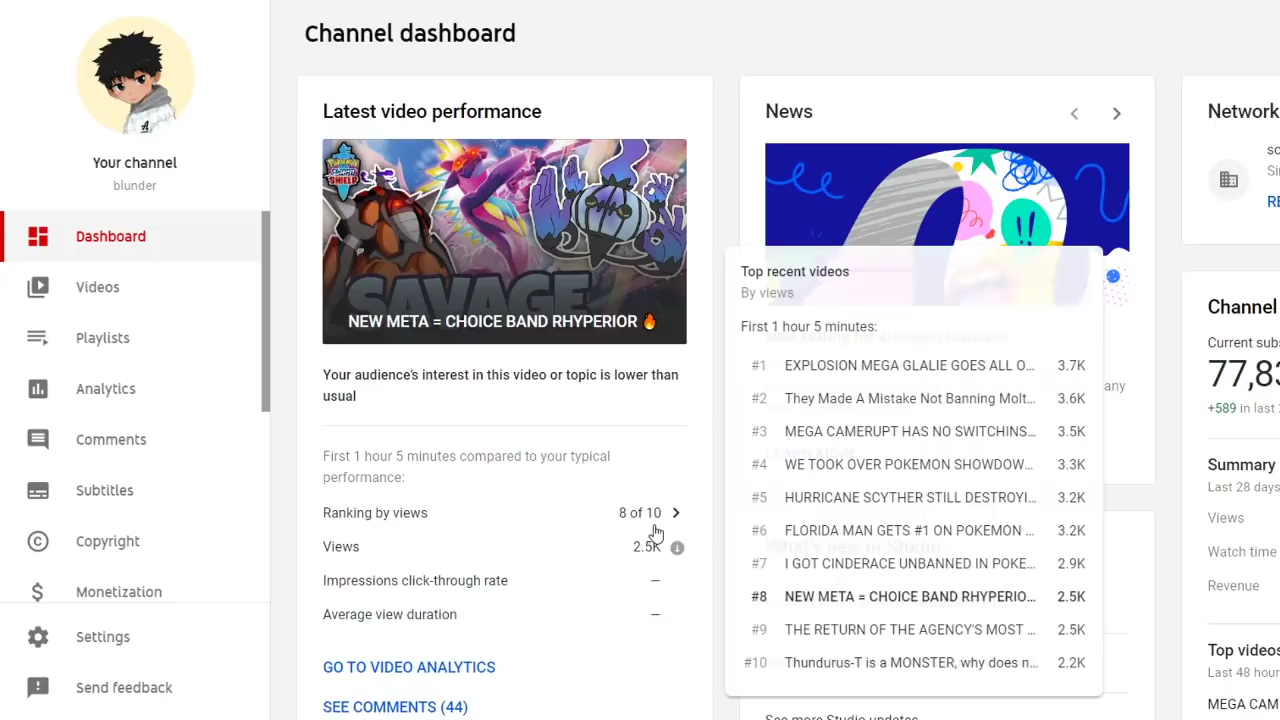 Channel dashboard
Your channel
blunder
Dashboard
Videos
Playlists
Analytics
Comments
Subtitles
Copyright
Monetization
Settings
Send feedback
Latest video performance
SAVAGE
NEW META = CHOICE BAND RHYPERIOR 🔥
Your audience's interest in this video or topic is lower than
usual
First 1 hour 5 minutes compared to your typical
performance:
Ranking by views 8 of 10
Views 2.5K
Impressions click-through rate —
Average view duration —
GO TO VIDEO ANALYTICS
SEE COMMENTS (44)
News
!!
Top recent videos
By views
First 1 hour 5 minutes:
#1 EXPLOSION MEGA GLALIE GOES ALL O... 3.7K
#2 They Made A Mistake Not Banning Molt... 3.6K
#3 MEGA CAMERUPT HAS NO SWITCHINS... 3.5K
#4 WE TOOK OVER POKEMON SHOWDOW... 3.3K
#5 HURRICANE SCYTHER STILL DESTROYI... 3.2K
#6 FLORIDA MAN GETS #1 ON POKEMON ... 3.2K
#7 I GOT CINDERACE UNBANNED IN POKE... 2.9K
#8 NEW META = CHOICE BAND RHYPERIO... 2.5K
#9 THE RETURN OF THE AGENCY'S MOST ... 2.5K
#10 Thundurus-T is a MONSTER, why does n... 2.2K
What's new in Studio
See more Studio updates
Network
RE
Channel
Current subs
77,83
+589 in last 2
Summary
Last 28 days
Views
Watch time
Revenue
Top videos
Last 48 hour
MEGA CAM